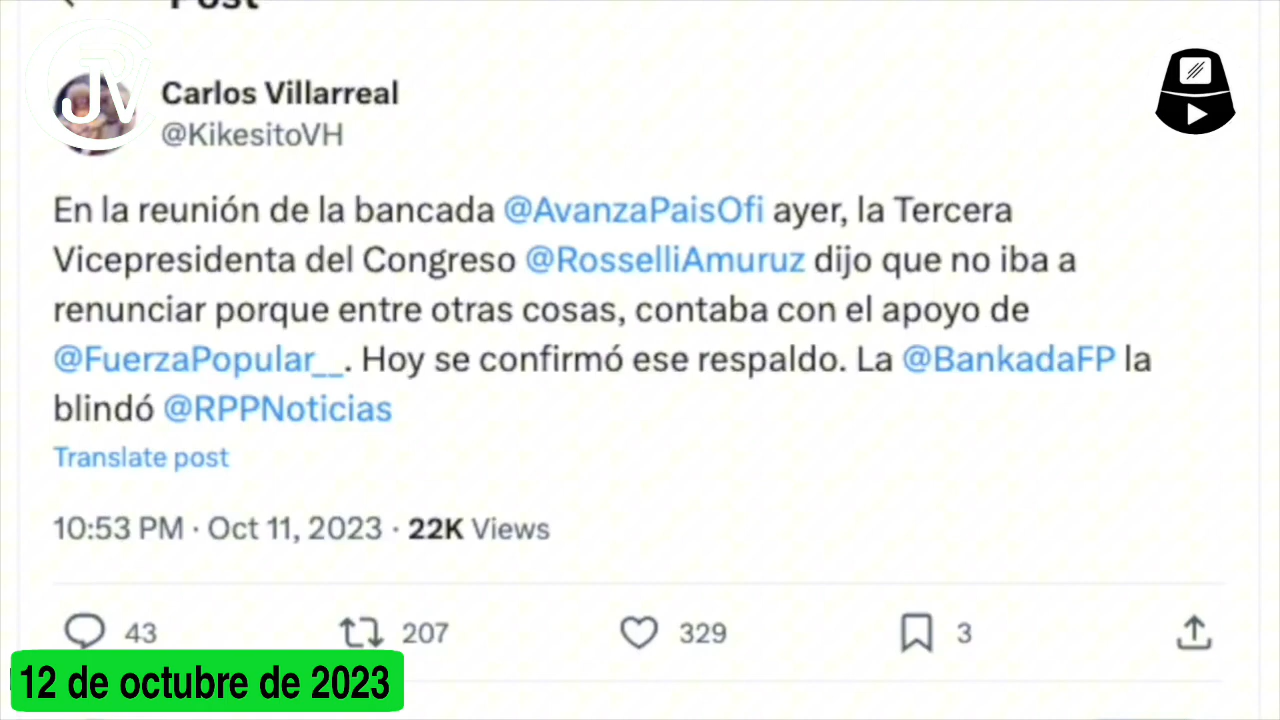 Post
JV
Carlos Villarreal
@KikesitoVH
En la reunión de la bancada @AvanzaPaisOfi ayer, la Tercera
Vicepresidenta del Congreso @RosselliAmuruz dijo que no iba a
renunciar porque entre otras cosas, contaba con el apoyo de
@FuerzaPopular__. Hoy se confirmó ese respaldo. La @BankadaFP la
blindó @RPPNoticias
Translate post
10:53 PM · Oct 11, 2023 · 22K Views
43 207 329 3
12 de octubre de 2023